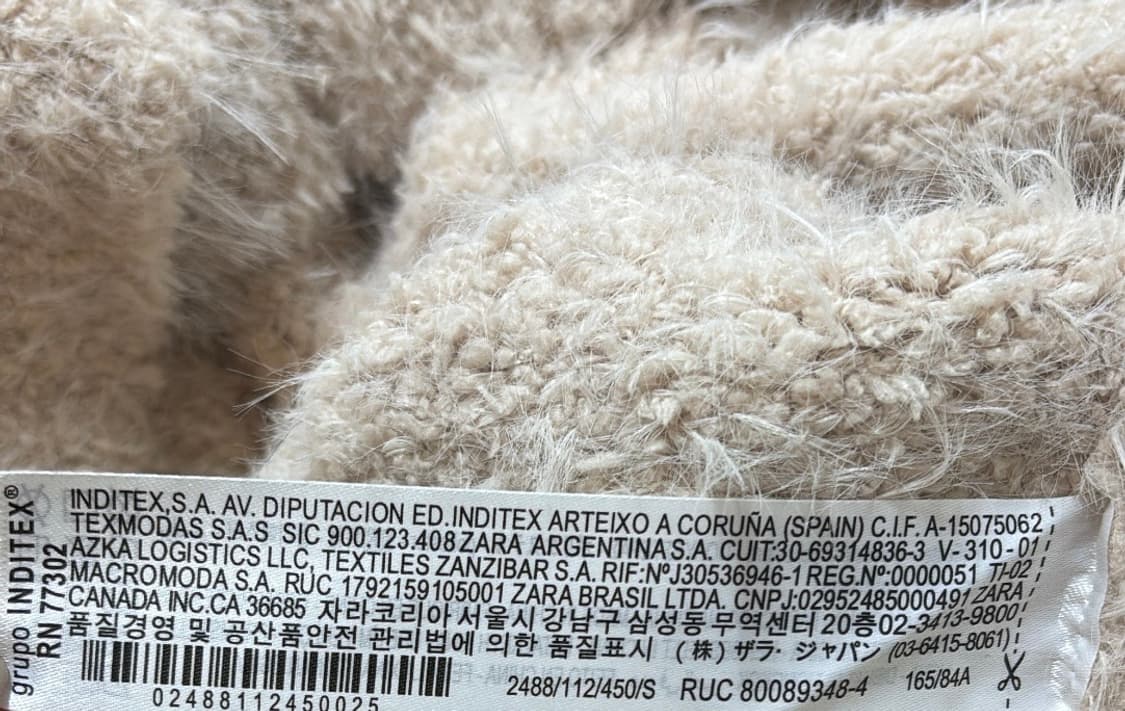 grupo INDITEX®
RN 77302
INDITEX,S.A. AV. DIPUTACION ED.INDITEX ARTEIXO A CORUÑA (SPAIN) C.I.F. A-15075062
TEXMODAS S.A.S SIC 900.123.408 ZARA ARGENTINA S.A. CUIT:30-69314836-3 V-310-01
AZKA LOGISTICS LLC, TEXTILES ZANZIBAR S.A. RIF:NºJ30536946-1 REG.Nº:0000051 TI-02
MACROMODA S.A. RUC 1792159105001 ZARA BRASIL LTDA. CNPJ:02952485000491 ZARA
CANADA INC.CA 36685 자라코리아 서울시 강남구 삼성동 무역센터 20층02-3413-9800
품질경영 및 공산품안전 관리법에 의한 품질표시 (株) ザラ・ ジャパン (03-6415-8061)
02488112450025
2488/112/450/S RUC 80089348-4 165/84A